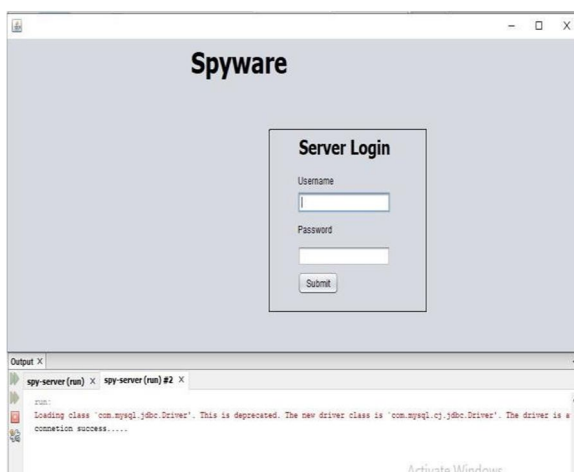 Spyware
Server Login
Username
Password
Submit
Output X
spy-server (run) X spy-server (run) #2 X
run:
Loading class 'com.mysql.jdbc.Driver'. This is deprecated. The new driver class is 'com.mysql.cj.jdbc.Driver'. The driver is a
connetion success.....
Activate Windows